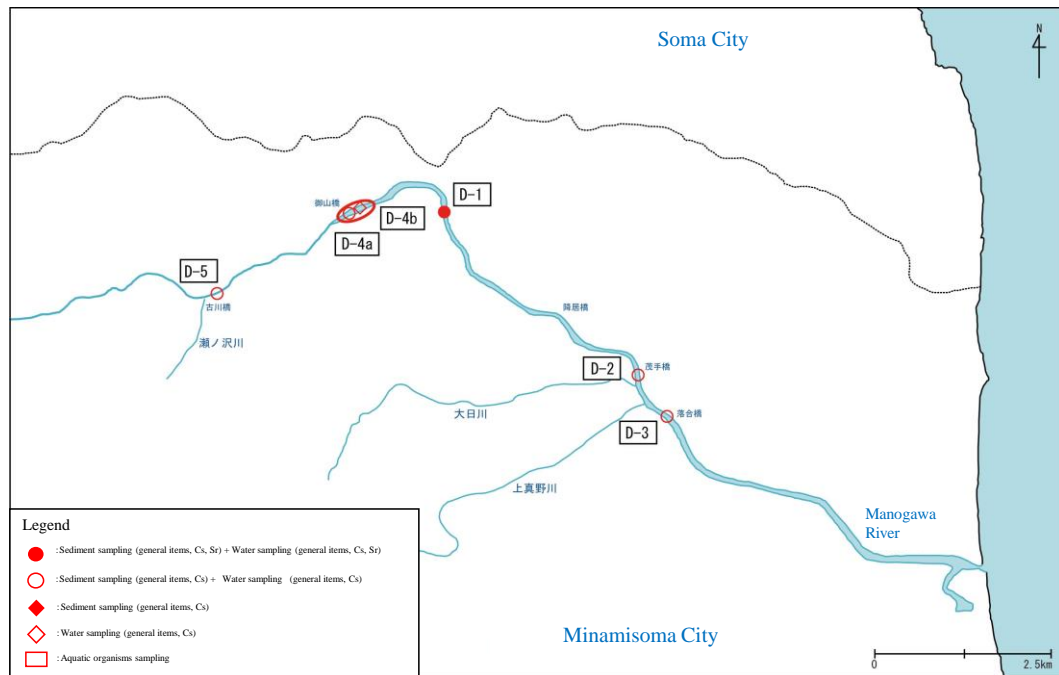 Soma City
N
D-1
御山橋
D-4b
D-4a
D-5
古川橋
瀬ノ沢川
降居橋
D-2
茂手橋
大日川
落合橋
D-3
上真野川
Manogawa
River
Legend
:Sediment sampling (general items, Cs, Sr) + Water sampling (general items, Cs, Sr)
:Sediment sampling (general items, Cs) + Water sampling (general items, Cs)
:Sediment sampling (general items, Cs)
:Water sampling (general items, Cs)
:Aquatic organisms sampling
Minamisoma City
0
2.5km